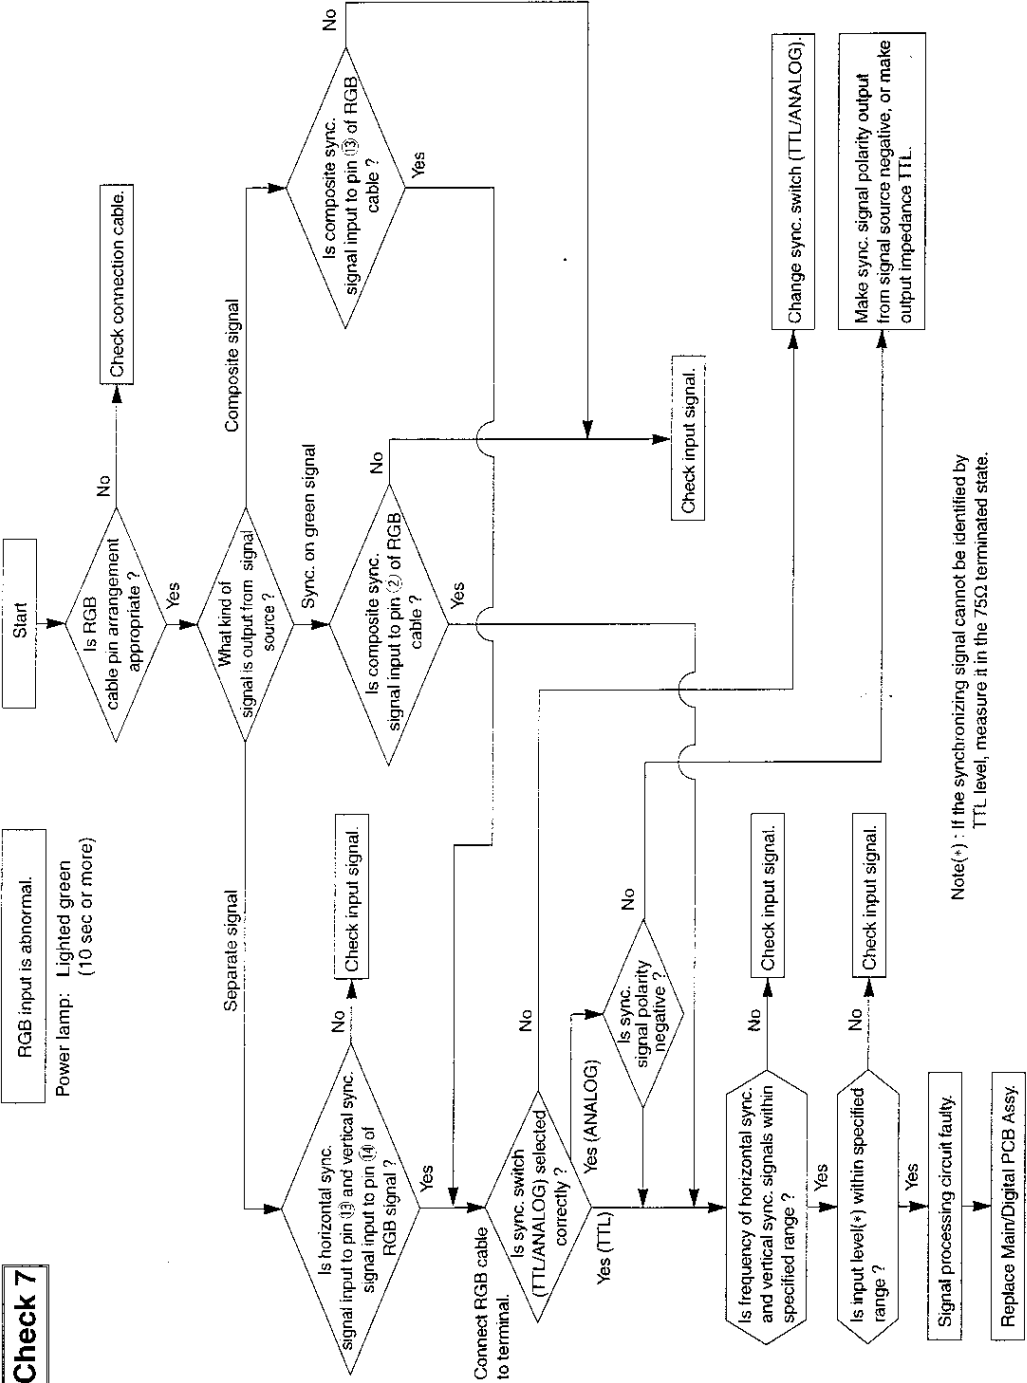 Check 7
RGB input is abnormal.
Power lamp: Lighted green
(10 sec or more)
Start
Is RGB
cable pin arrangement
appropriate ?
No
Check connection cable.
Yes
What kind of
signal is output from signal
source ?
Separate signal
Sync. on green signal
Composite signal
Is horizontal sync.
signal input to pin ⑬ and vertical sync.
signal input to pin ⑭ of
RGB signal ?
No
Check input signal.
Yes
Is composite sync.
signal input to pin ② of RGB
cable ?
No
Yes
Is composite sync.
signal input to pin ⑬ of RGB
cable ?
No
Yes
Check input signal.
Connect RGB cable
to terminal.
Is sync. switch
(TTL/ANALOG) selected
correctly ?
No
Change sync. switch (TTL/ANALOG).
Yes (ANALOG)
Yes (TTL)
Is sync.
signal polarity
negative ?
No
Make sync. signal polarity output
from signal source negative, or make
output impedance TTL.
Is frequency of horizontal sync.
and vertical sync. signals within
specified range ?
No
Check input signal.
Yes
Is input level(*) within specified
range ?
No
Check input signal.
Yes
Signal processing circuit faulty.
Replace Main/Digital PCB Assy.
Note(*) : If the synchronizing signal cannot be identified by
TTL level, measure it in the 75Ω terminated state.